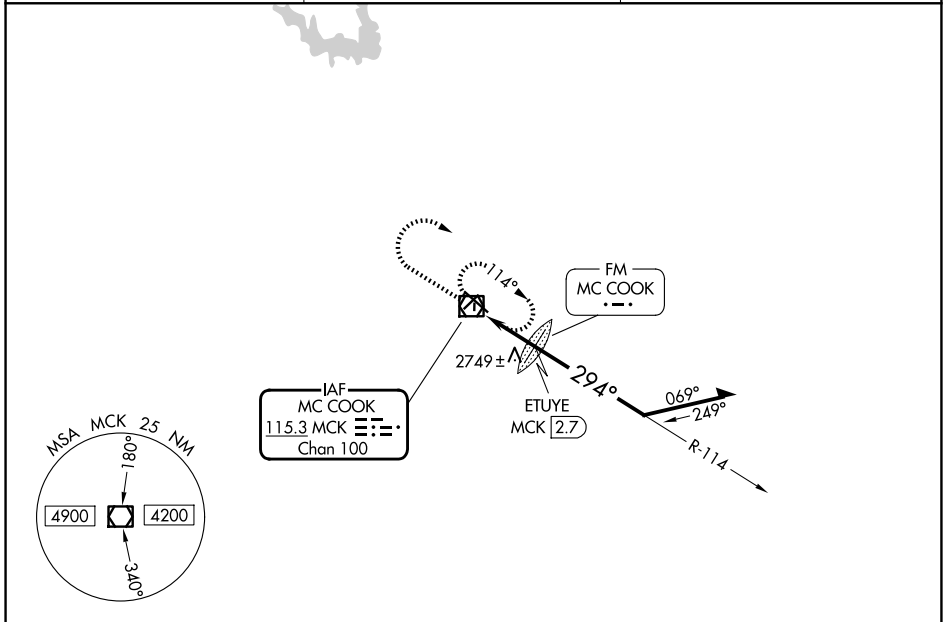 114°
FM
MC COOK
2749 ±
294°
069°
249°
ETUYE
MCK 2.7
R-114
IAF
MC COOK
115.3 MCK
Chan 100
MSA MCK 25 NM
180°
4900
4200
340°